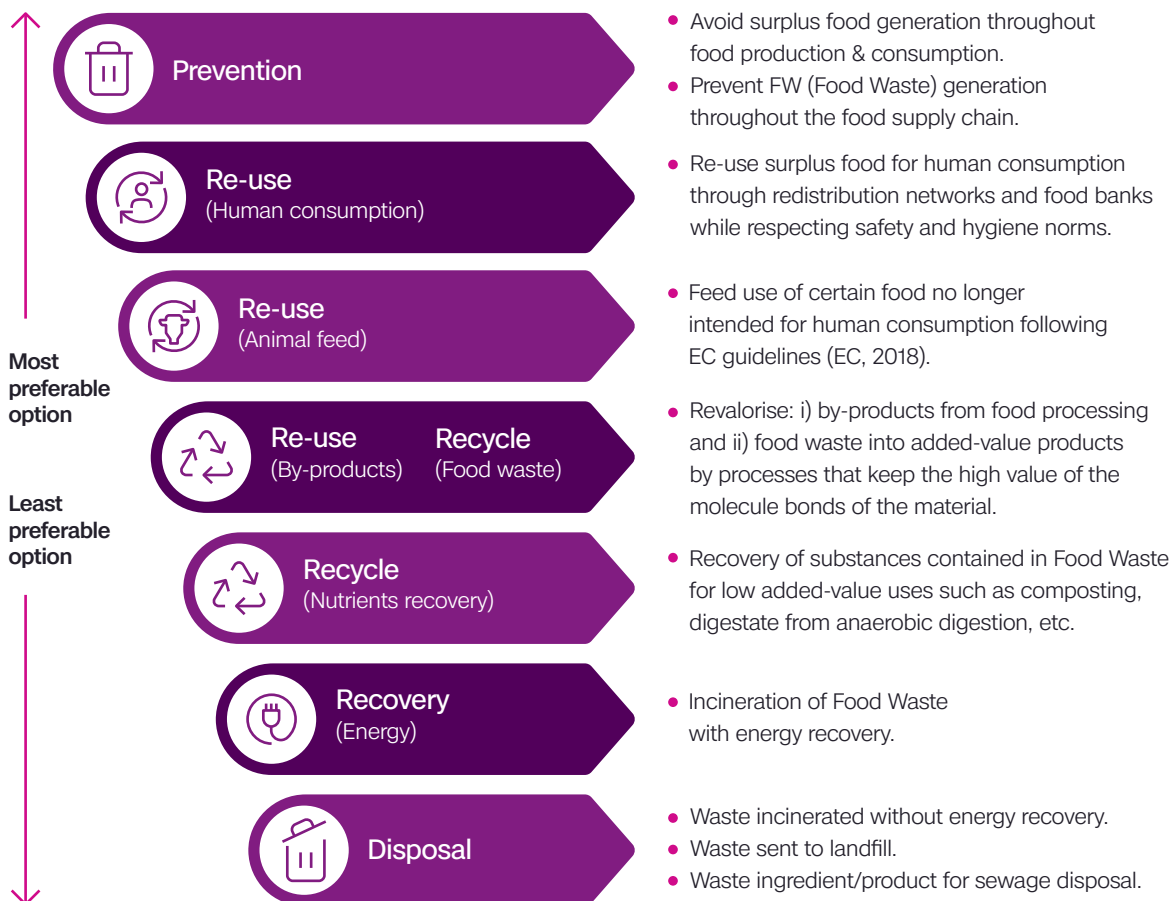 Prevention
• Avoid surplus food generation throughout
food production & consumption.
• Prevent FW (Food Waste) generation
throughout the food supply chain.
Re-use
(Human consumption)
• Re-use surplus food for human consumption
through redistribution networks and food banks
while respecting safety and hygiene norms.
Re-use
(Animal feed)
• Feed use of certain food no longer
intended for human consumption following
EC guidelines (EC, 2018).
Most
preferable
option
Re-use
(By-products)
Recycle
(Food waste)
• Revalorise: i) by-products from food processing
and ii) food waste into added-value products
by processes that keep the high value of the
molecule bonds of the material.
Least
preferable
option
Recycle
(Nutrients recovery)
• Recovery of substances contained in Food Waste
for low added-value uses such as composting,
digestate from anaerobic digestion, etc.
Recovery
(Energy)
• Incineration of Food Waste
with energy recovery.
Disposal
• Waste incinerated without energy recovery.
• Waste sent to landfill.
• Waste ingredient/product for sewage disposal.